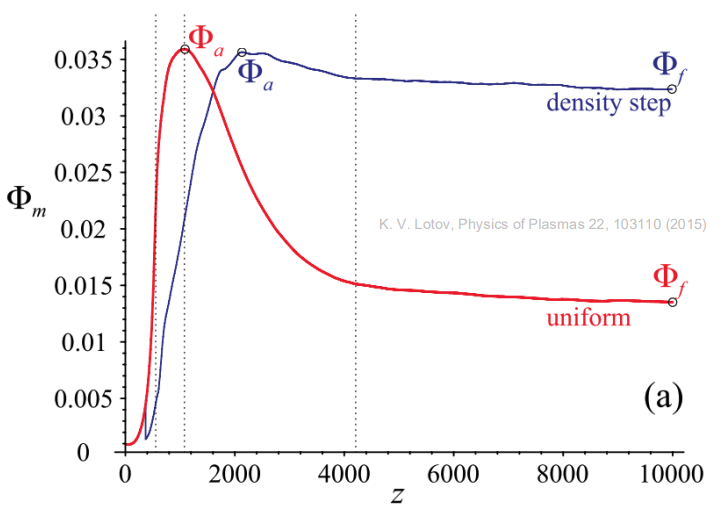 0.035
0.03
0.025
0.02
0.015
0.01
0.005
0
Φm
Φa
Φa
Φf
density step
K. V. Lotov, Physics of Plasmas 22, 103110 (2015)
Φf
uniform
(a)
0 2000 4000 6000 8000 10000
z